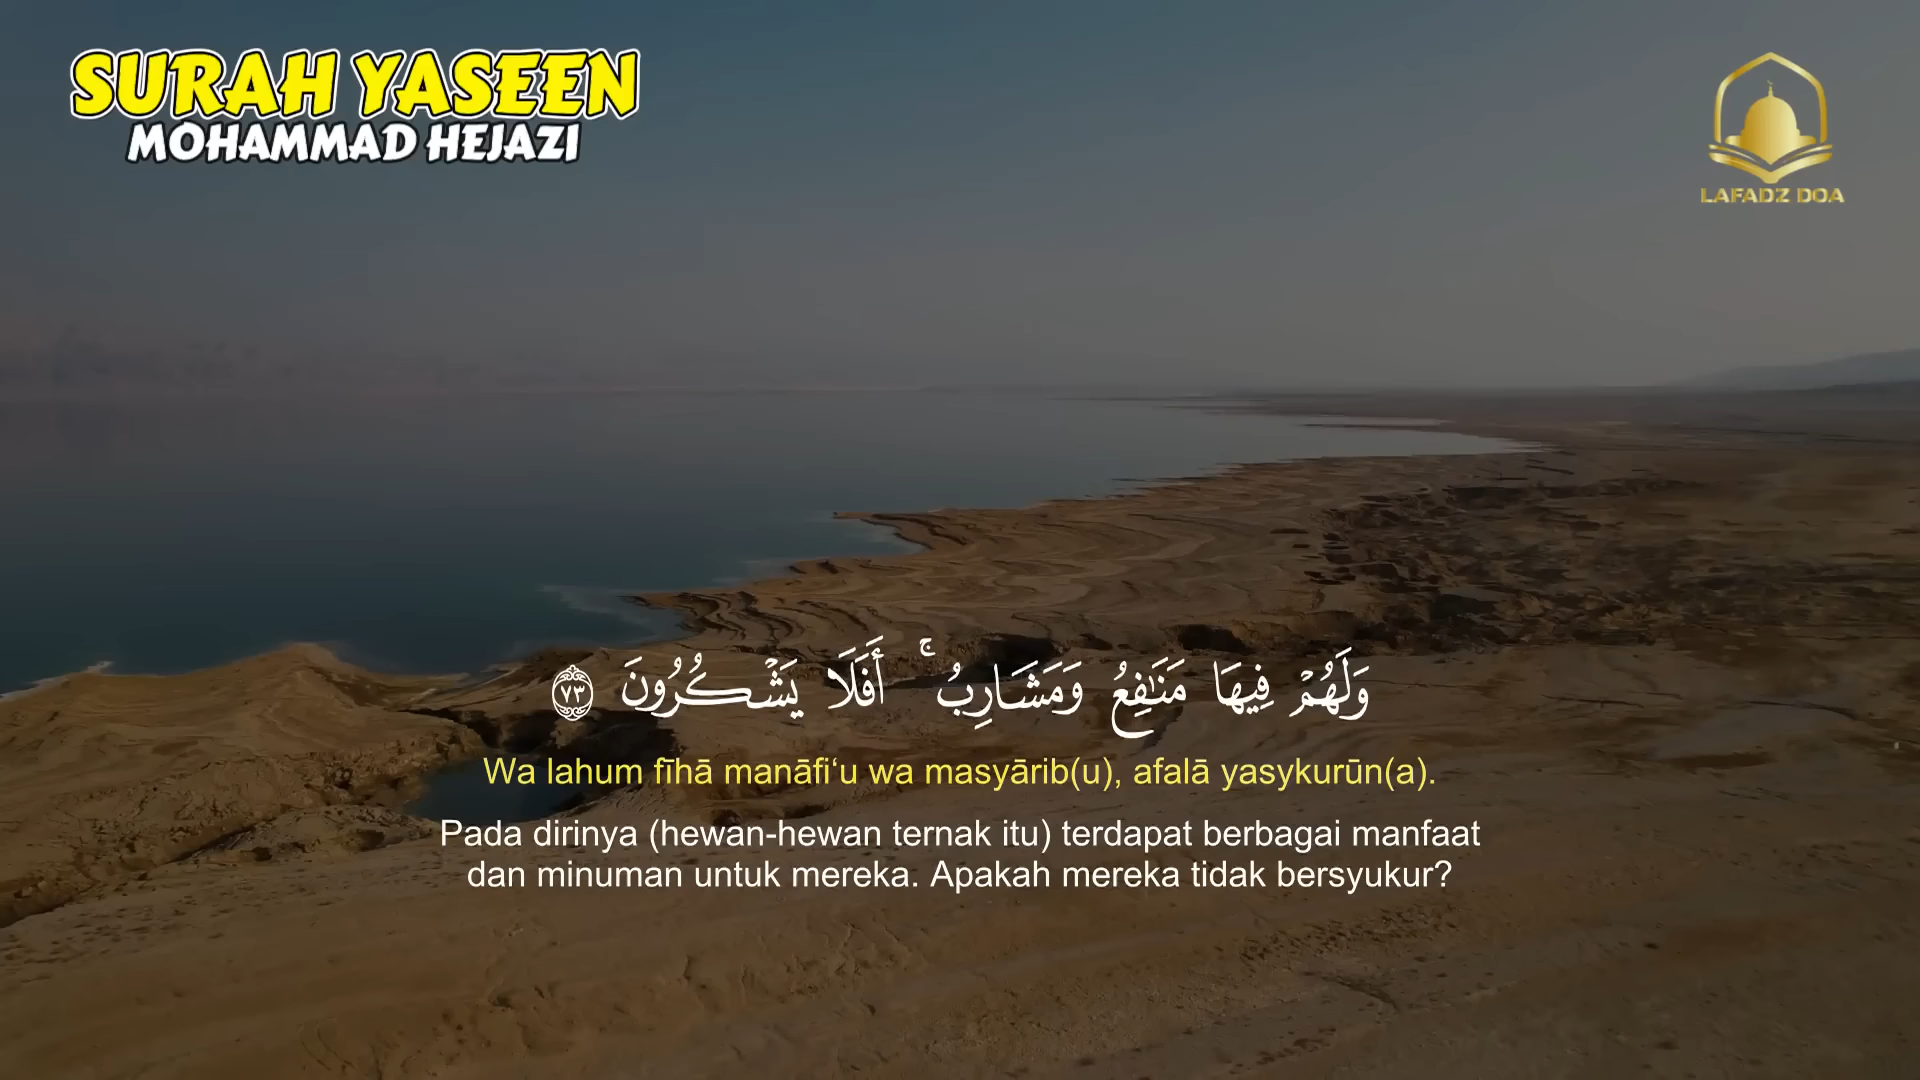 SURAH YASEEN
MOHAMMAD HEJAZI
LAFADZ DOA
وَلَهُمْ فِيهَا مَنَـٰفِعُ وَمَشَارِبُ ۚ أَفَلَا يَشْكُرُونَ ٧٣
Wa lahum fīhā manāfi‘u wa masyārib(u), afalā yasykurūn(a).
Pada dirinya (hewan-hewan ternak itu) terdapat berbagai manfaat
dan minuman untuk mereka. Apakah mereka tidak bersyukur?